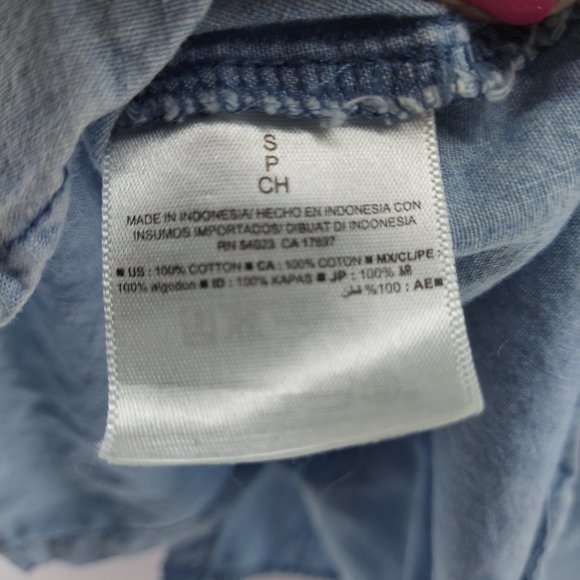 S
P
CH
MADE IN INDONESIA/ HECHO EN INDONESIA CON
INSUMOS IMPORTADOS/ DIBUAT DI INDONESIA
RN 54023 CA 17897
■ US : 100% COTTON ■ CA : 100% COTON ■ MX/CL/PE :
100% algodon ■ ID : 100% KAPAS ■ JP : 100% 綿
■AE : 100% قطن